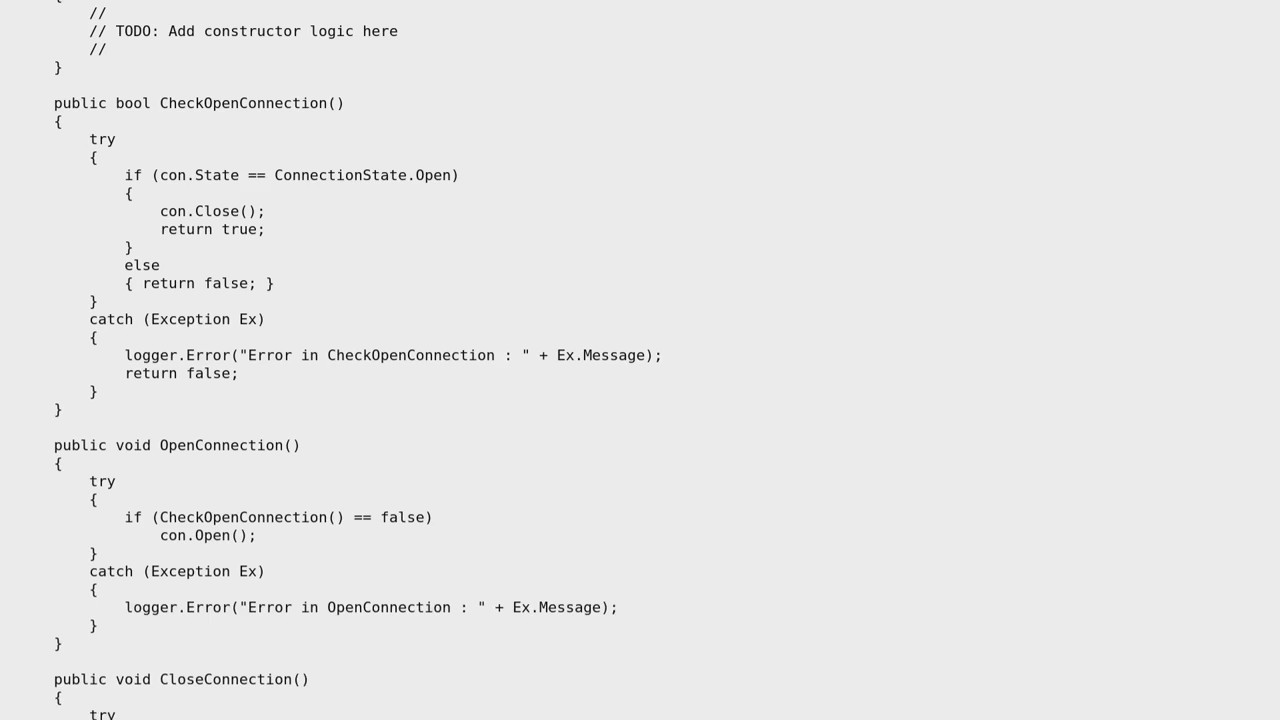 {
//
// TODO: Add constructor logic here
//
}
public bool CheckOpenConnection()
{
try
{
if (con.State == ConnectionState.Open)
{
con.Close();
return true;
}
else
{ return false; }
}
catch (Exception Ex)
{
logger.Error("Error in CheckOpenConnection : " + Ex.Message);
return false;
}
}
public void OpenConnection()
{
try
{
if (CheckOpenConnection() == false)
con.Open();
}
catch (Exception Ex)
{
logger.Error("Error in OpenConnection : " + Ex.Message);
}
}
public void CloseConnection()
{
try